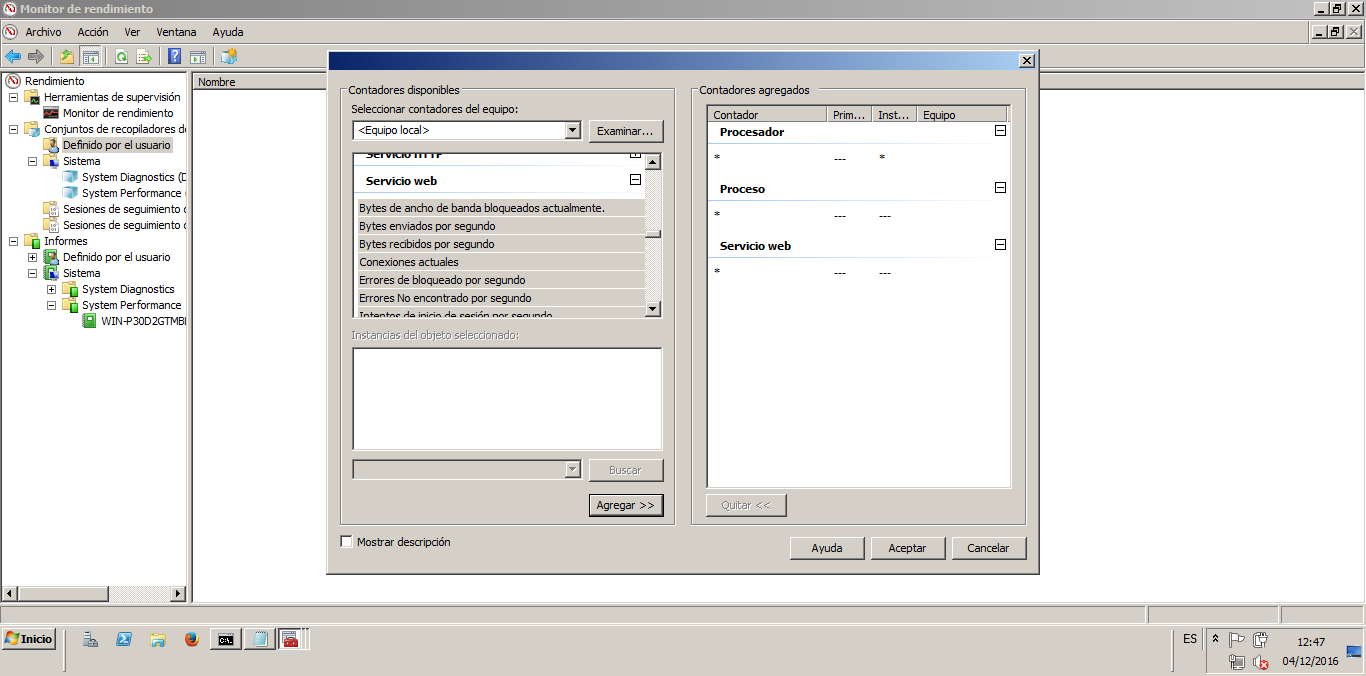 Monitor de rendimiento
Archivo Acción Ver Ventana Ayuda
Rendimiento
Herramientas de supervisión
Monitor de rendimiento
Conjuntos de recopiladores de
Definido por el usuario
Sistema
System Diagnostics (D
System Performance
Sesiones de seguimiento
Sesiones de seguimiento
Informes
Definido por el usuario
Sistema
System Diagnostics
System Performance
WIN-P30D2GTMB
Nombre
Contadores disponibles
Seleccionar contadores del equipo:
<Equipo local>
Examinar...
Servicio HTTP
Servicio web
Bytes de ancho de banda bloqueados actualmente.
Bytes enviados por segundo
Bytes recibidos por segundo
Conexiones actuales
Errores de bloqueado por segundo
Errores No encontrado por segundo
Intentos de inicio de sesión por segundo
Instancias del objeto seleccionado:
Buscar
Agregar >>
Mostrar descripción
Contadores agregados
Contador Prim... Inst... Equipo
Procesador
* --- *
Proceso
* --- ---
Servicio web
* --- ---
Quitar <<
Ayuda Aceptar Cancelar
Inicio
C:\.
ES
12:47
04/12/2016